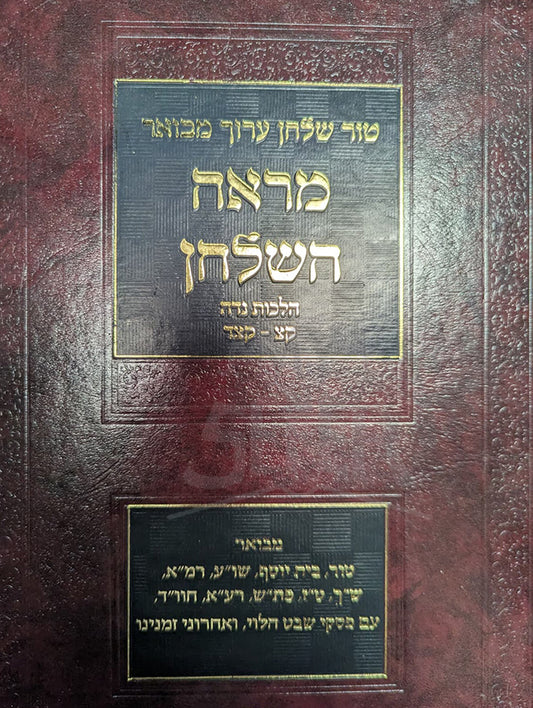 טור שלחן ערוך מבואר
מראה
השלחן
הלכות נדה
קצ - קצד
מבואר
טור, בית יוסף, שו״ע, רמ״א,
ש״ך, ט״ז, פת״ש, רע״א, חוו״ד,
עם פסקי שבט הלוי, ואחרוני זמנינו